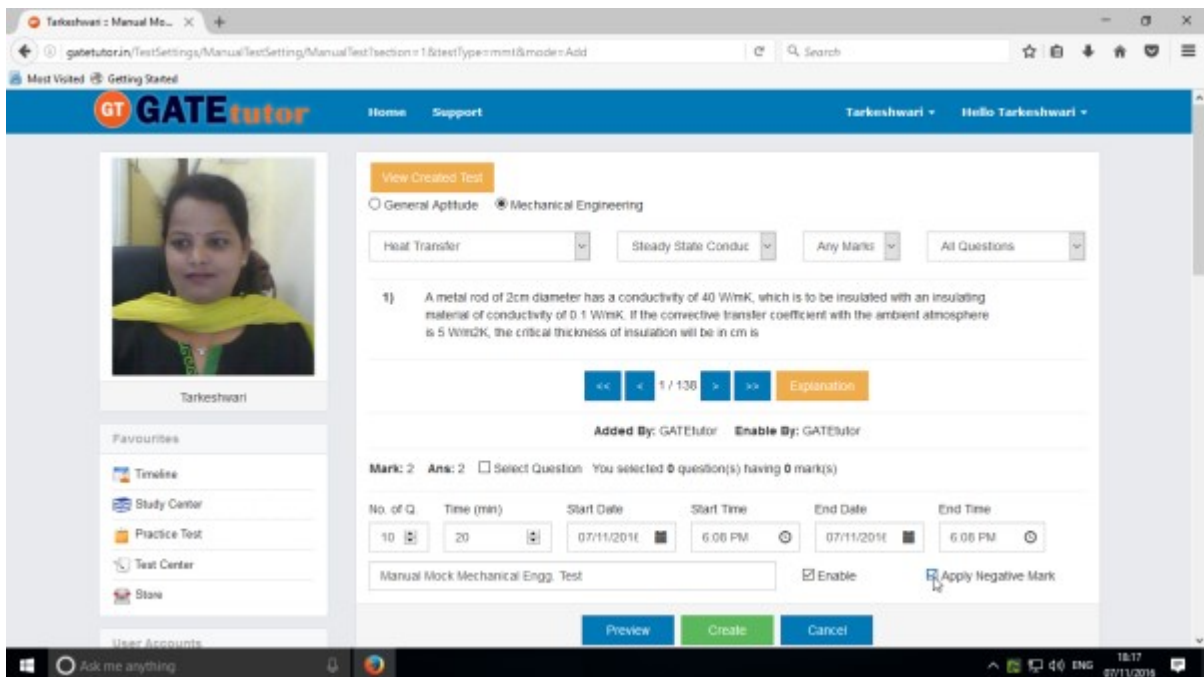 Tarkeshwari :: Manual Mo...
gatetutor.in/TestSettings/ManualTestSetting/ManualTest?section=1&testType=mmt&mode=Add
Search
Most Visited Getting Started
GT GATEtutor Home Support Tarkeshwari Hello Tarkeshwari
View Created Test
General Aptitude Mechanical Engineering
Heat Transfer Steady State Conduc Any Marks All Questions
1) A metal rod of 2cm diameter has a conductivity of 40 W/mK, which is to be insulated with an insulating
material of conductivity of 0.1 W/mK. If the convective transfer coefficient with the ambient atmosphere
is 5 W/m2K, the critical thickness of insulation will be in cm is
<< < 1 / 138 > >> Explanation
Tarkeshwari
Added By: GATEtutor Enable By: GATEtutor
Favourites
Mark: 2 Ans: 2 Select Question You selected 0 question(s) having 0 mark(s)
Timeline
Study Center
Practice Test
Test Center
Store
User Accounts
No. of Q. Time (min) Start Date Start Time End Date End Time
10 20 07/11/201 6:08 PM 07/11/201 6:08 PM
Manual Mock Mechanical Engg. Test Enable Apply Negative Mark
Preview Create Cancel
Ask me anything
ENG 18:17
07/11/2016